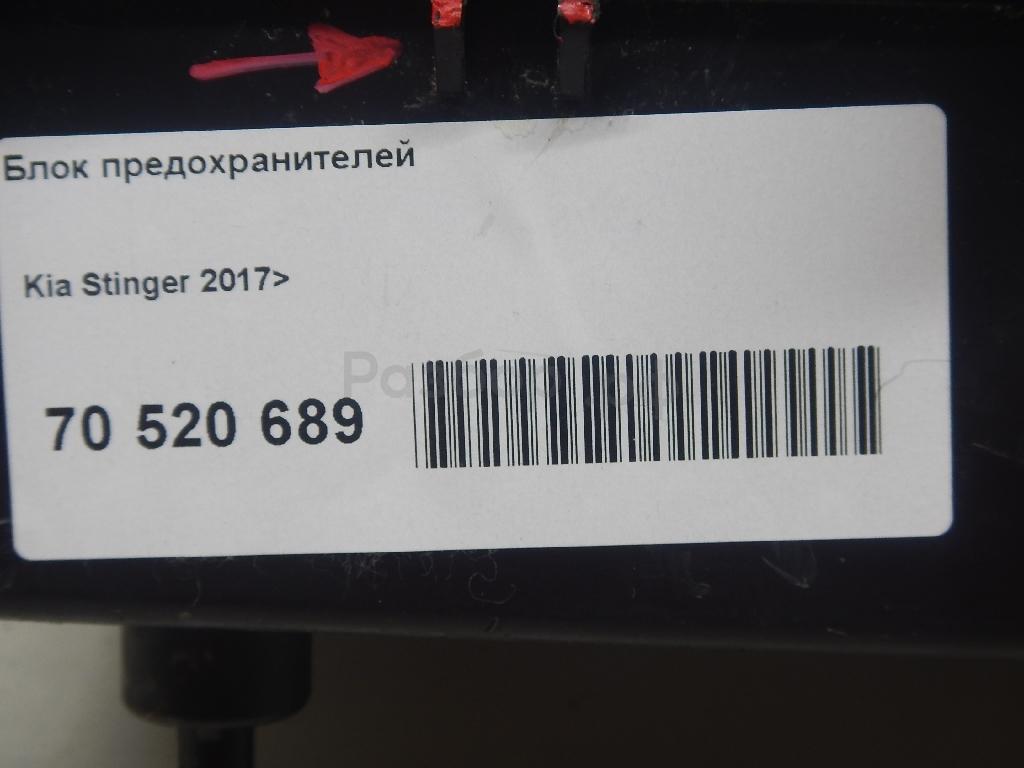 Блок предохранителей
Kia Stinger 2017>
70 520 689